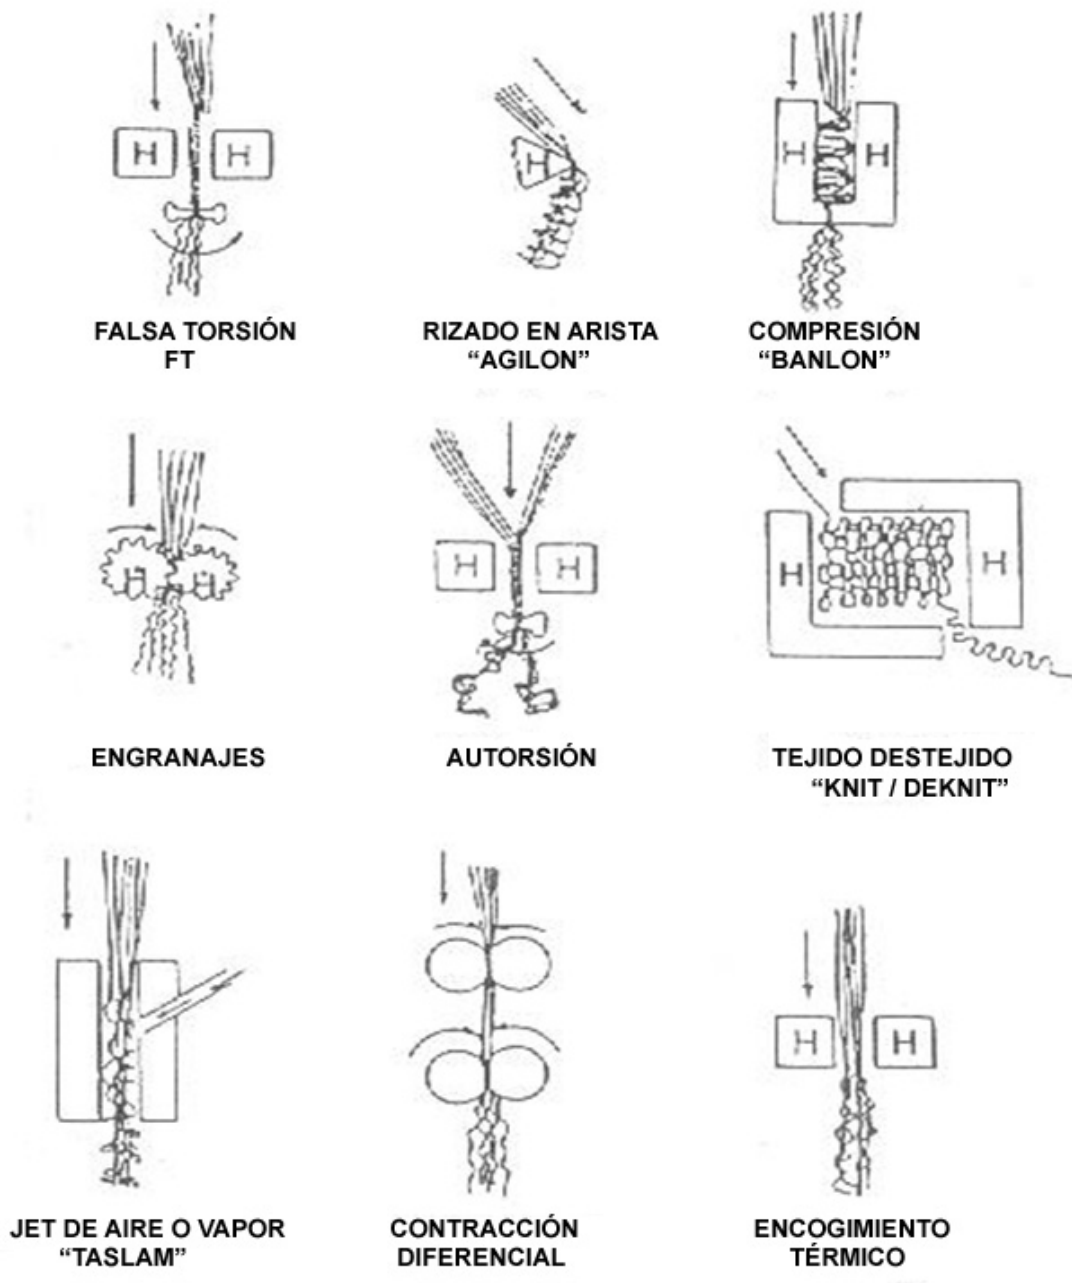 H H
H
H H
FALSA TORSIÓN
FT
RIZADO EN ARISTA
“AGILON”
COMPRESIÓN
“BANLON”
H H
H H
H H
ENGRANAJES
AUTORSIÓN
TEJIDO DESTEJIDO
“KNIT / DEKNIT”
H H
JET DE AIRE O VAPOR
“TASLAM”
CONTRACCIÓN
DIFERENCIAL
ENCOGIMIENTO
TÉRMICO